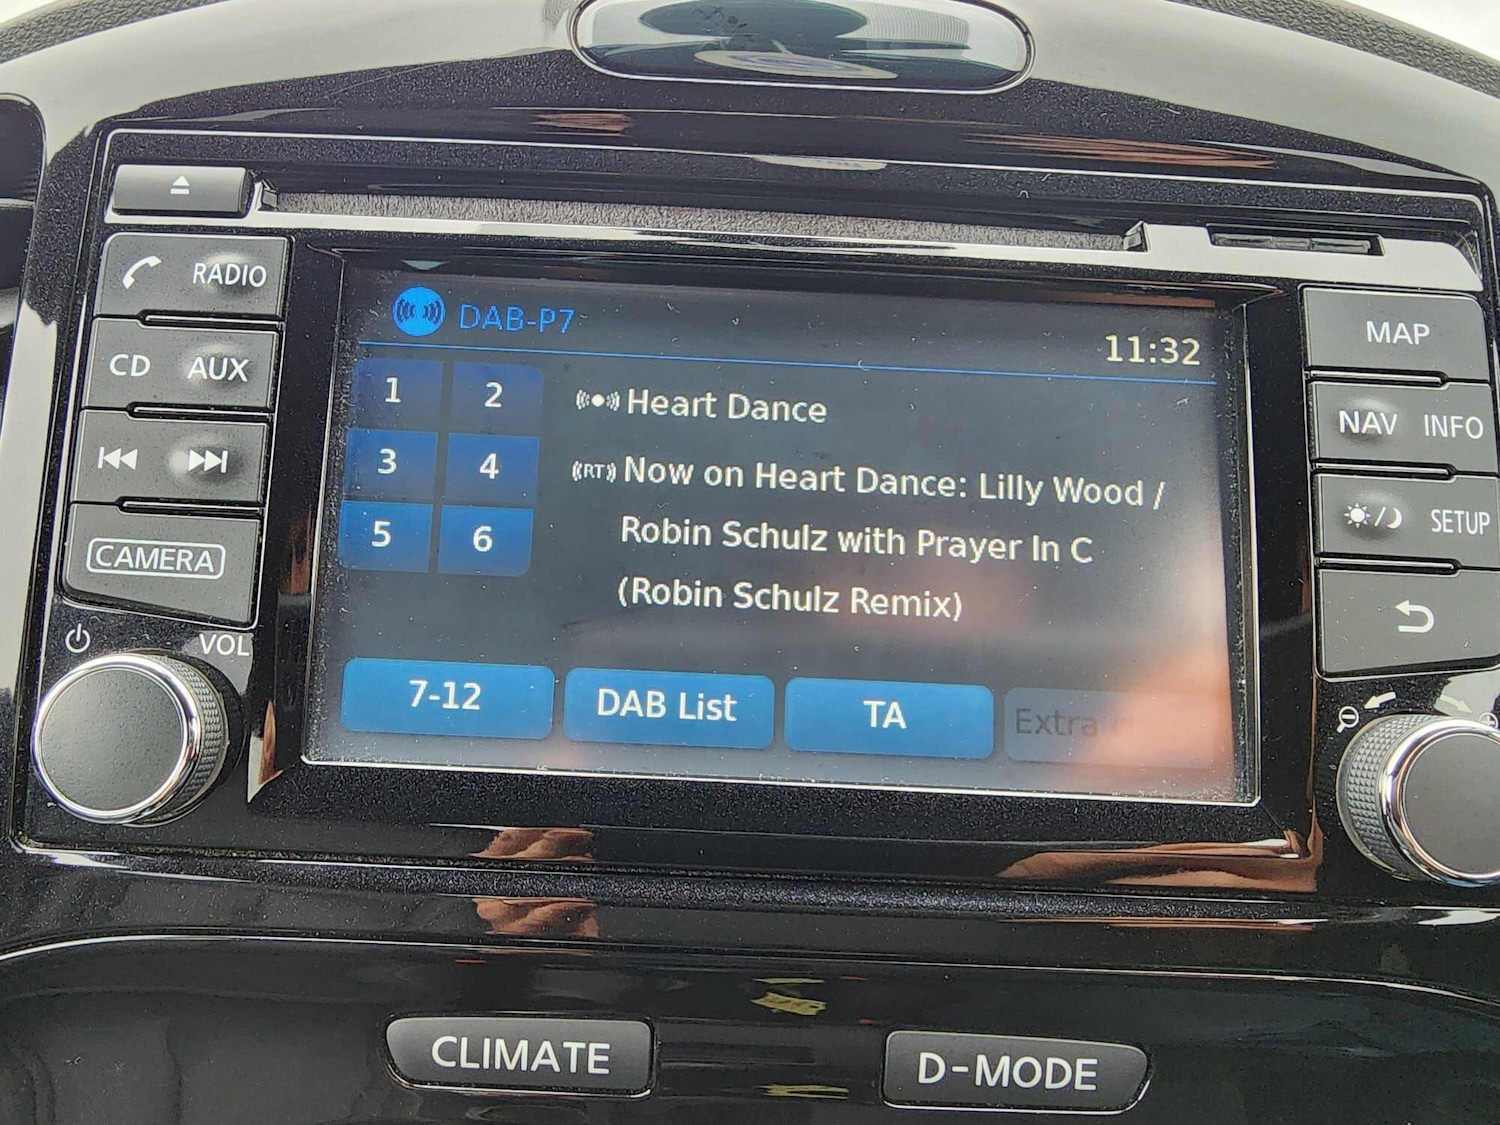 RADIO
CD AUX
CAMERA
VOL
DAB-P7
11:32
1 2
3 4
5 6
Heart Dance
RT Now on Heart Dance: Lilly Wood /
Robin Schulz with Prayer In C
(Robin Schulz Remix)
7-12 DAB List TA Extra
MAP
NAV INFO
SETUP
CLIMATE D-MODE